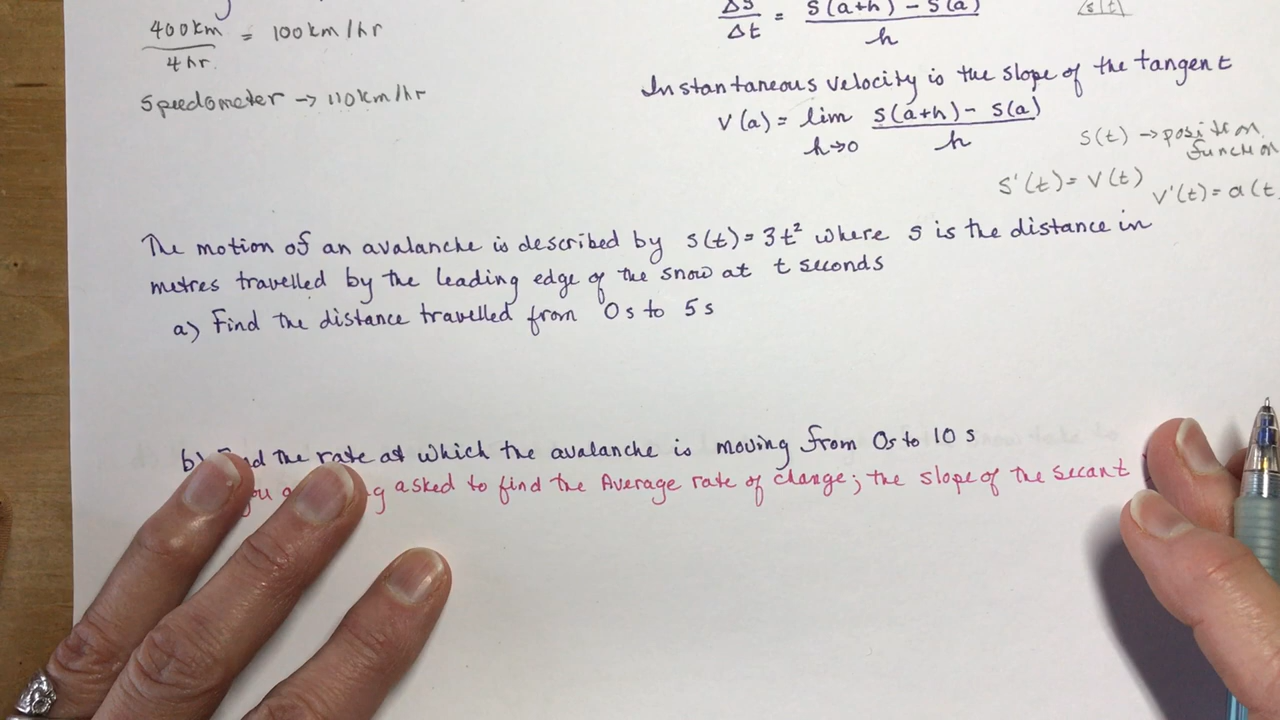 400km = 100km/hr
4hr.
Speedometer → 110km/hr
Δs/Δt = s(a+h) - s(a)
h
Instantaneous velocity is the slope of the tangent
v(a) = lim h→0 s(a+h) - s(a) / h
s(t) → position function
s'(t) = v(t) v'(t) = a(t
The motion of an avalanche is described by s(t) = 3t² where s is the distance in
metres travelled by the leading edge of the snow at t seconds
a) Find the distance travelled from 0s to 5s
b) the rate at which the avalanche is moving from 0s to 10s
you asked to find the Average rate of change; the slope of the secant